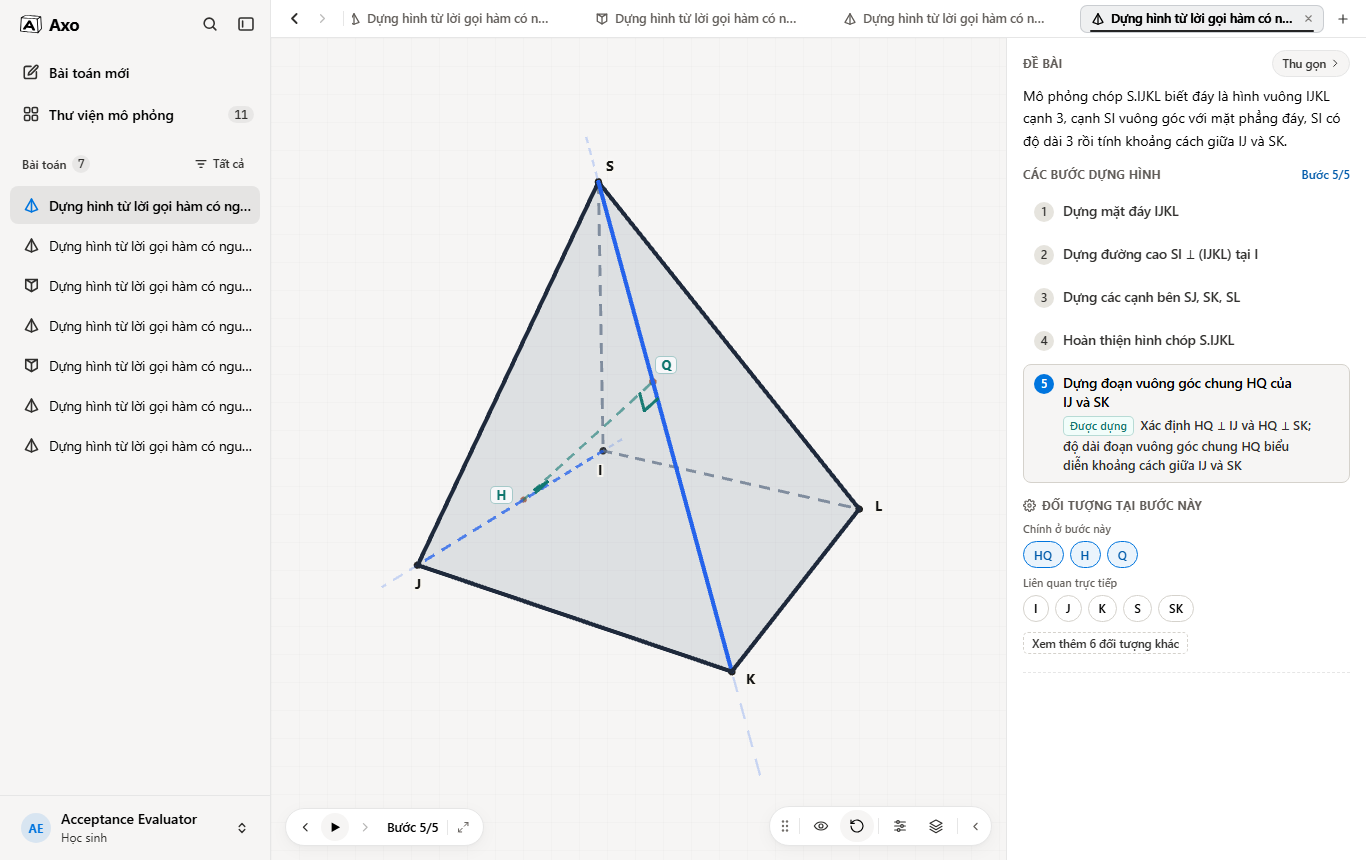 Axo
Bài toán mới
Thư viện mô phỏng 11
Bài toán 7 Tất cả
Dựng hình từ lời gọi hàm có ng...
Dựng hình từ lời gọi hàm có ngu...
Dựng hình từ lời gọi hàm có ngu...
Dựng hình từ lời gọi hàm có ngu...
Dựng hình từ lời gọi hàm có ngu...
Dựng hình từ lời gọi hàm có ngu...
Dựng hình từ lời gọi hàm có ngu...
AE
Acceptance Evaluator
Học sinh
Dựng hình từ lời gọi hàm có n...
Dựng hình từ lời gọi hàm có n...
Dựng hình từ lời gọi hàm có n...
Dựng hình từ lời gọi hàm có n...
S
Q
I
H
L
J
K
Bước 5/5
ĐỀ BÀI
Thu gọn
Mô phỏng chóp S.IJKL biết đáy là hình vuông IJKL
cạnh 3, cạnh SI vuông góc với mặt phẳng đáy, SI có
độ dài 3 rồi tính khoảng cách giữa IJ và SK.
CÁC BƯỚC DỰNG HÌNH
Bước 5/5
1 Dựng mặt đáy IJKL
2 Dựng đường cao SI ⊥ (IJKL) tại I
3 Dựng các cạnh bên SJ, SK, SL
4 Hoàn thiện hình chóp S.IJKL
5 Dựng đoạn vuông góc chung HQ của
IJ và SK
Được dựng Xác định HQ ⊥ IJ và HQ ⊥ SK;
độ dài đoạn vuông góc chung HQ biểu
diễn khoảng cách giữa IJ và SK
ĐỐI TƯỢNG TẠI BƯỚC NÀY
Chính ở bước này
HQ H Q
Liên quan trực tiếp
I J K S SK
Xem thêm 6 đối tượng khác